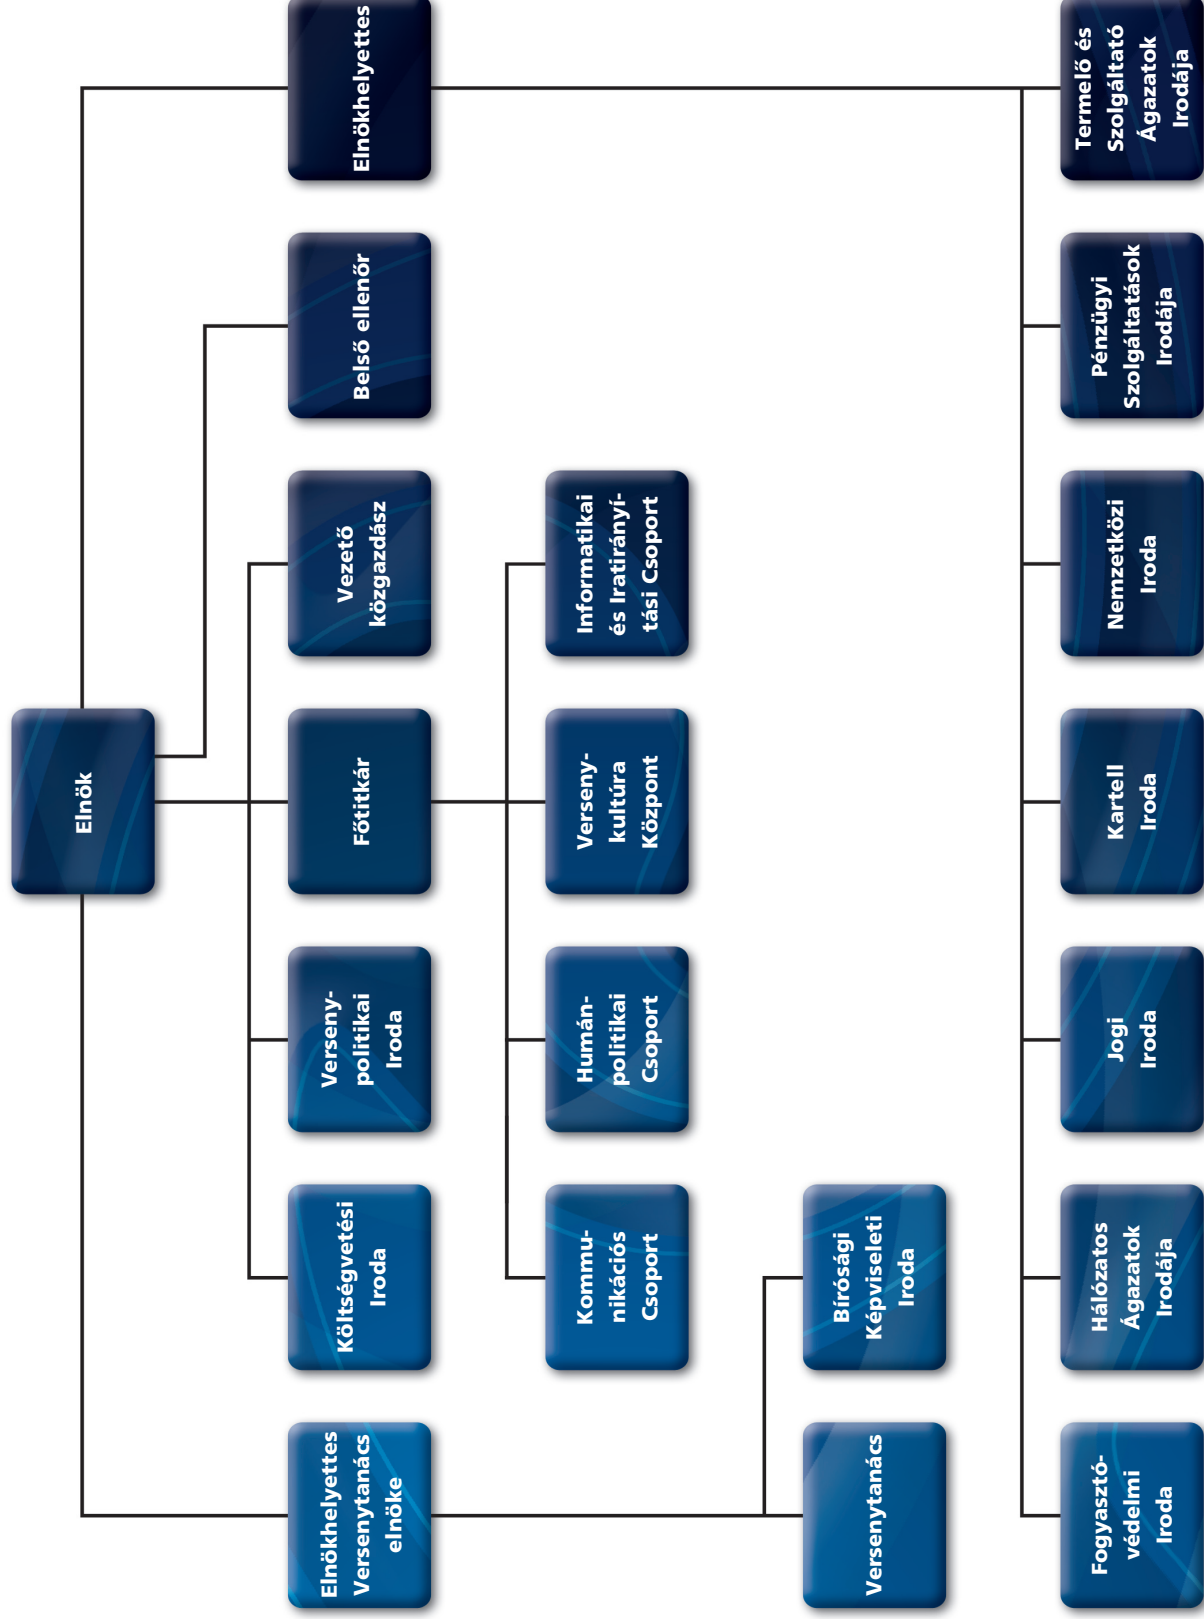 Elnök
Elnökhelyettes
Versenytanács
elnöke
Költségvetési
Iroda
Verseny-
politikai
Iroda
Főtitkár
Vezető
közgazdász
Belső ellenőr
Elnökhelyettes
Kommu-
nikációs
Csoport
Humán-
politikai
Csoport
Verseny-
kultúra
Központ
Informatikai
és Iratirányí-
tási Csoport
Versenytanács
Bírósági
Képviseleti
Iroda
Fogyasztó-
védelmi
Iroda
Hálózatos
Ágazatok
Irodája
Jogi
Iroda
Kartell
Iroda
Nemzetközi
Iroda
Pénzügyi
Szolgáltatások
Irodája
Termelő és
Szolgáltató
Ágazatok
Irodája